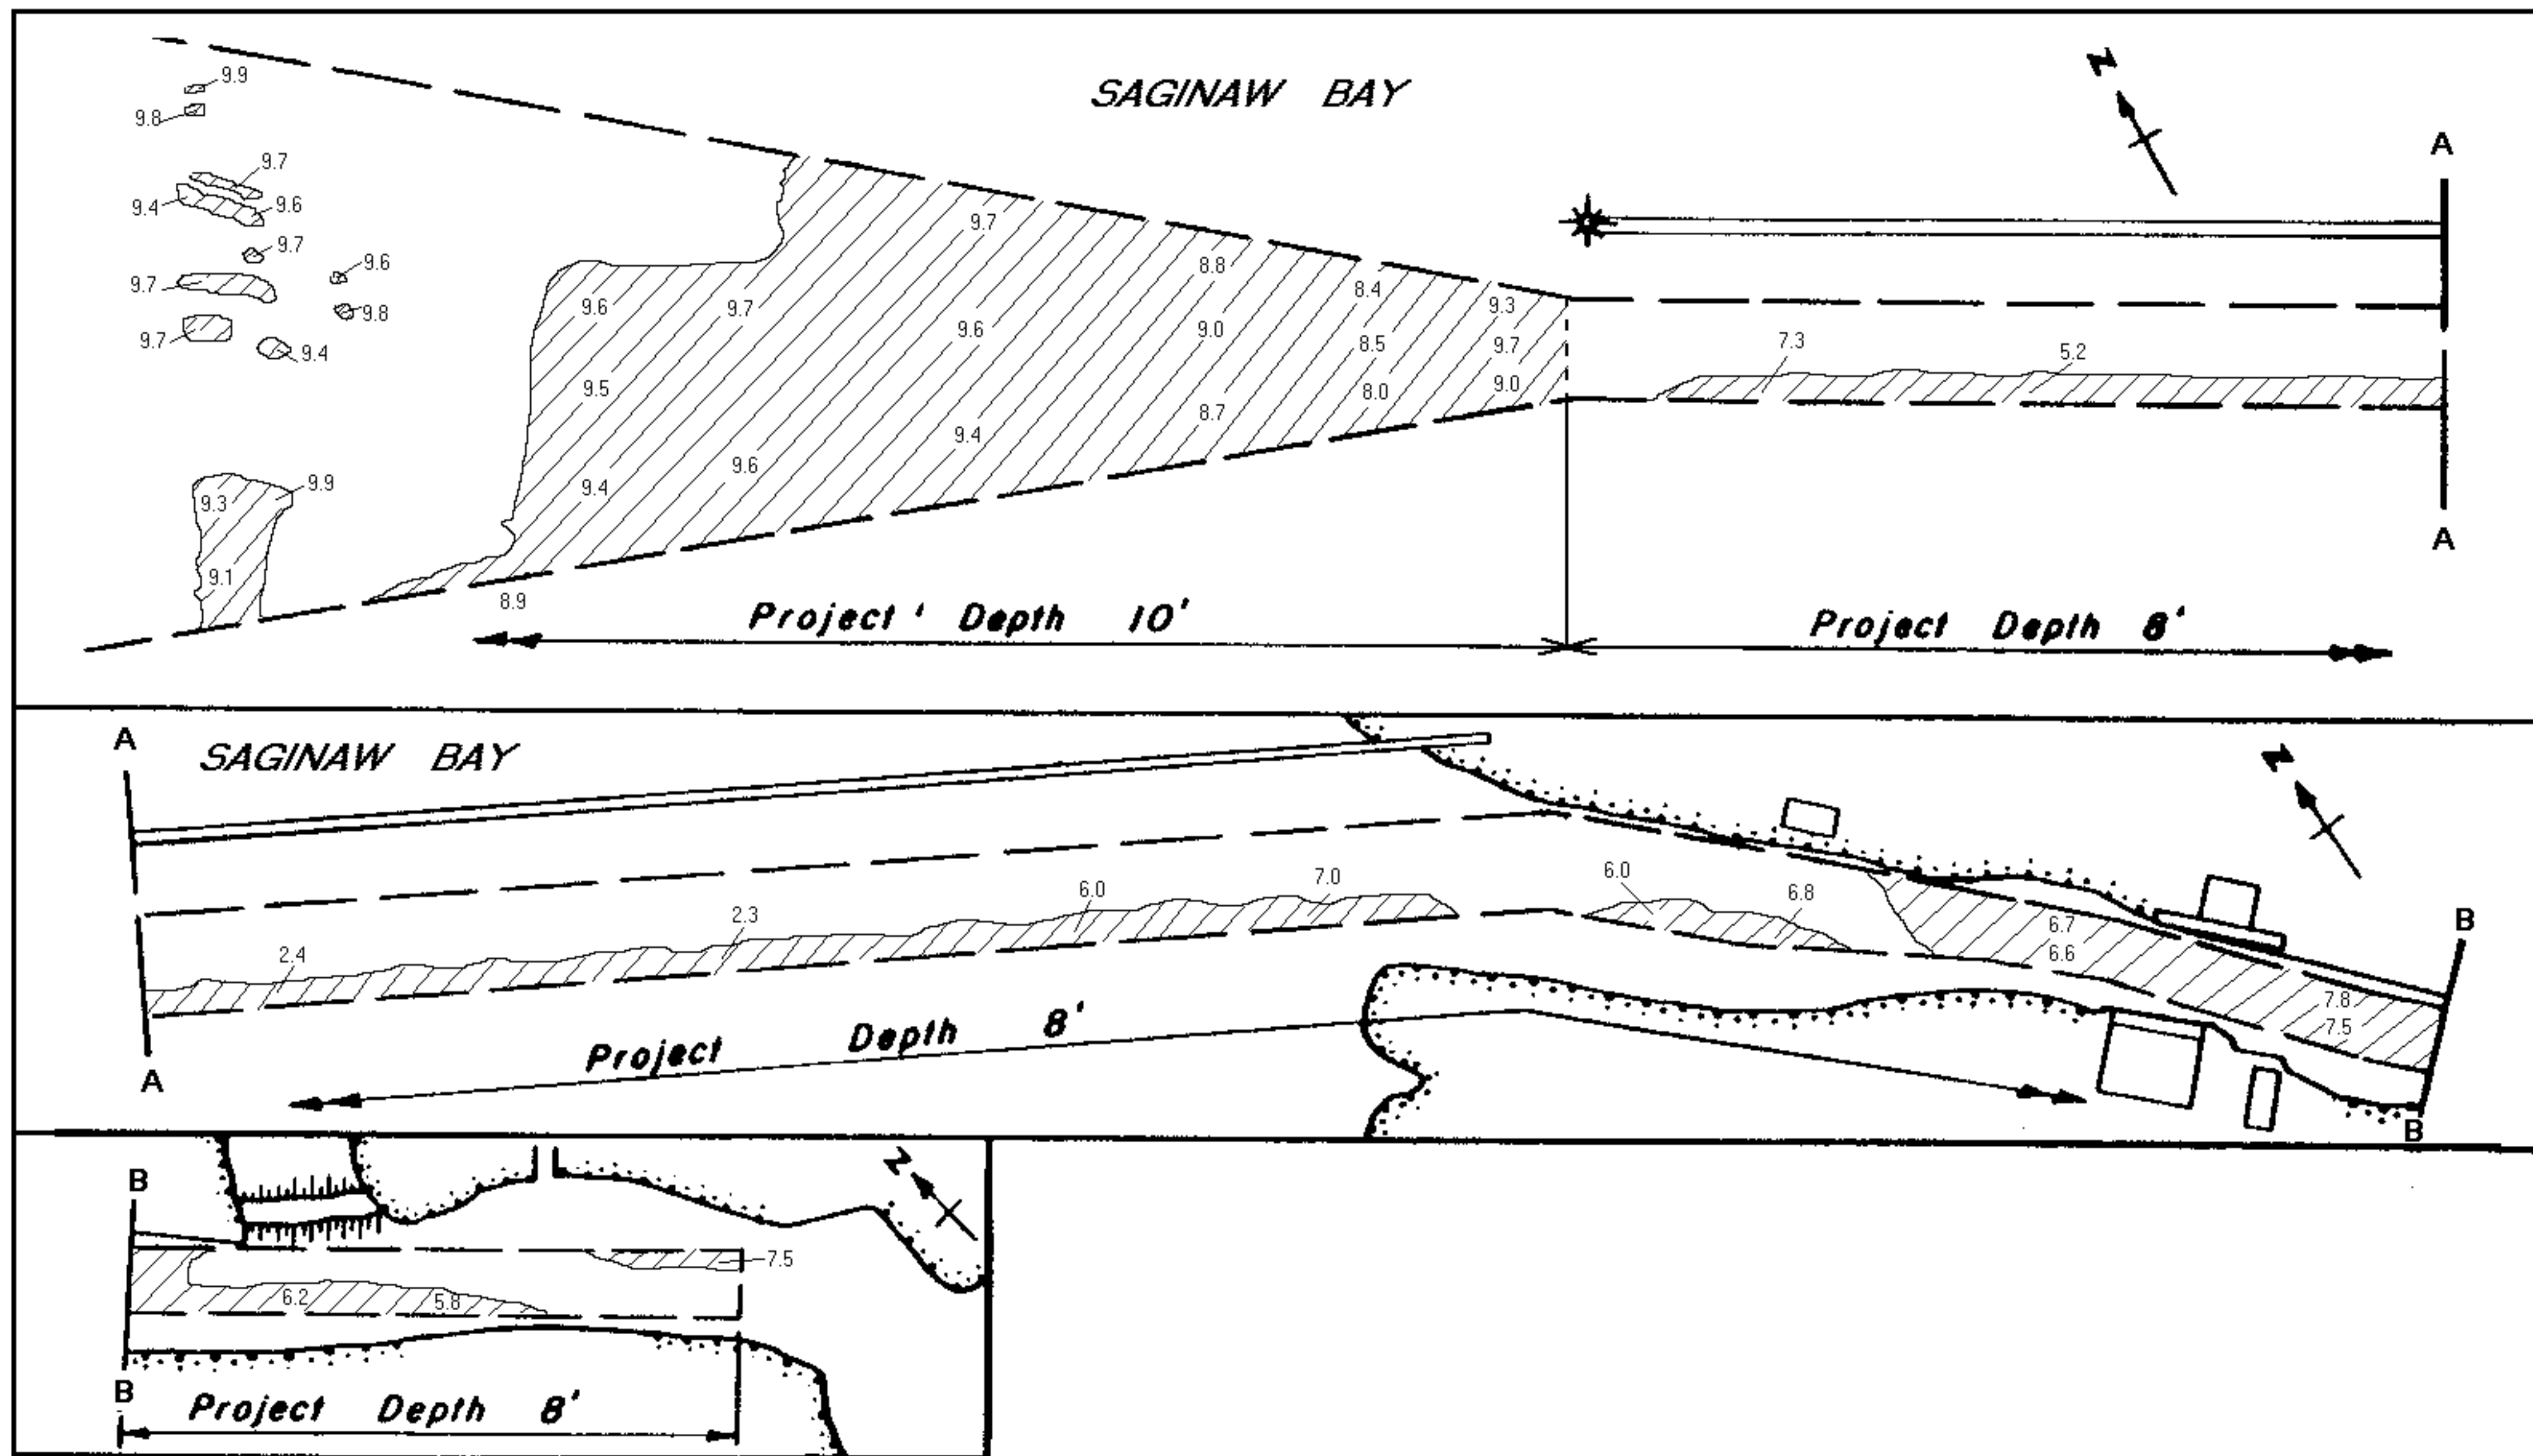 9.9
SAGINAW BAY
N
9.8
A
9.7
9.4
9.6
9.7
9.7
9.6
9.7
8.8
9.6
9.7
8.4
9.3
9.8
9.6
9.0
9.7
9.4
8.5
9.7
7.3
5.2
9.5
8.0
9.0
9.4
8.7
9.6
9.3
9.9
9.4
A
9.1
8.9
Project Depth 10'
Project Depth 8'
A
SAGINAW BAY
N
2.4
2.3
6.0
7.0
6.0
6.8
6.7
6.6
B
7.8
7.5
Project Depth 8'
A
B
B
N
7.5
6.2
5.8
B
Project Depth 8'